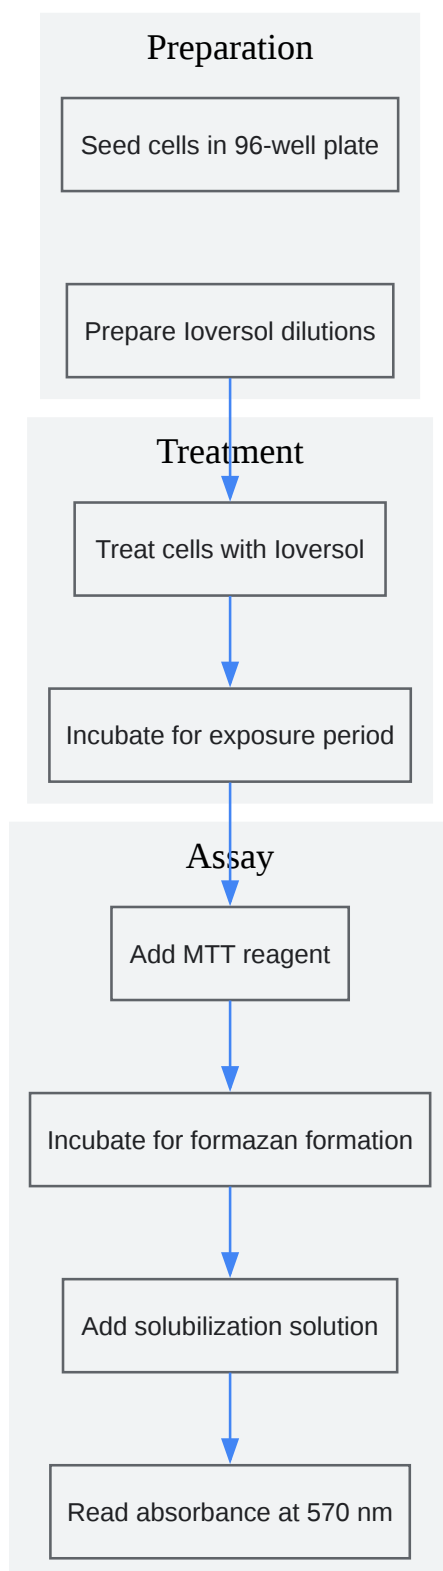 Preparation
Seed cells in 96-well plate
Prepare Ioversol dilutions
Treatment
Treat cells with Ioversol
Incubate for exposure period
Assay
Add MTT reagent
Incubate for formazan formation
Add solubilization solution
Read absorbance at 570 nm